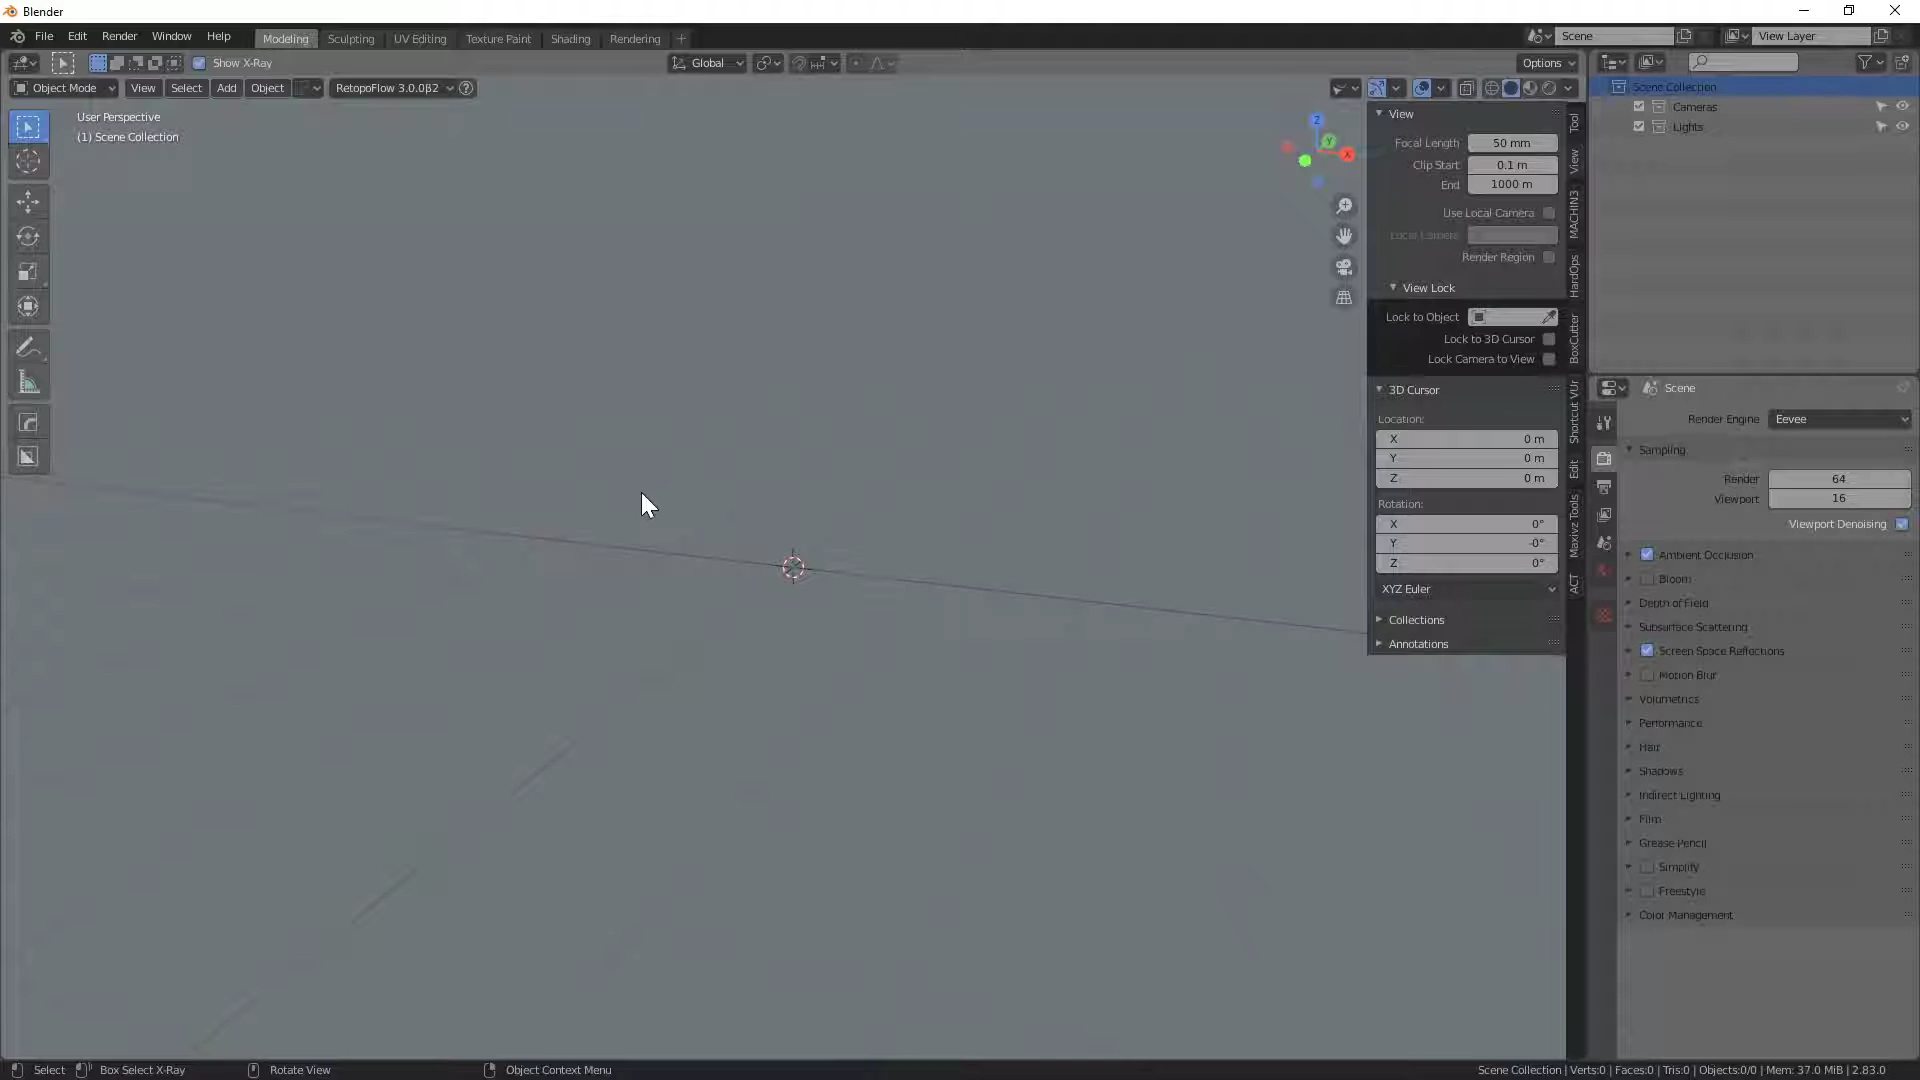 Blender
File Edit Render Window Help Modeling Sculpting UV Editing Texture Paint Shading Rendering + Scene View Layer
Show X-Ray Global Options
Object Mode View Select Add Object RetopoFlow 3.0.0β2
User Perspective
(1) Scene Collection
Z
Y
X
View
Focal Length 50 mm
Clip Start 0.1 m
End 1000 m
Use Local Camera
Local Camera
Render Region
View Lock
Lock to Object
Lock to 3D Cursor
Lock Camera to View
3D Cursor
Location:
X 0 m
Y 0 m
Z 0 m
Rotation:
X 0°
Y -0°
Z 0°
XYZ Euler
Collections
Annotations
Tool
View
MACHIN3
HardOps
BoxCutter
Shortcut VUr
Edit
Maxivz Tools
ACT
Scene Collection
Cameras
Lights
Scene
Render Engine Eevee
Sampling
Render 64
Viewport 16
Viewport Denoising
Ambient Occlusion
Bloom
Depth of Field
Subsurface Scattering
Screen Space Reflections
Motion Blur
Volumetrics
Performance
Hair
Shadows
Indirect Lighting
Film
Grease Pencil
Simplify
Freestyle
Color Management
Select Box Select X-Ray Rotate View Object Context Menu Scene Collection | Verts:0 | Faces:0 | Tris:0 | Objects:0/0 | Mem: 37.0 MiB | 2.83.0